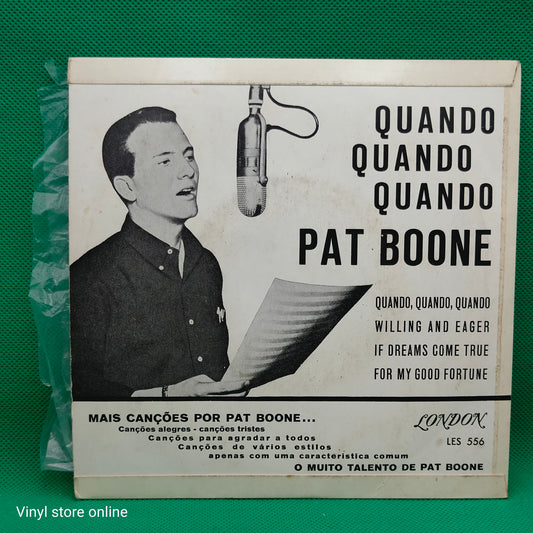 QUANDO
QUANDO
QUANDO
PAT BOONE
QUANDO, QUANDO, QUANDO
WILLING AND EAGER
IF DREAMS COME TRUE
FOR MY GOOD FORTUNE
MAIS CANÇÕES POR PAT BOONE...
Canções alegres - canções tristes
Canções para agradar a todos
Canções de vários estilos
apenas com uma característica comum
O MUITO TALENTO DE PAT BOONE
LONDON
LES 556
Vinyl store online